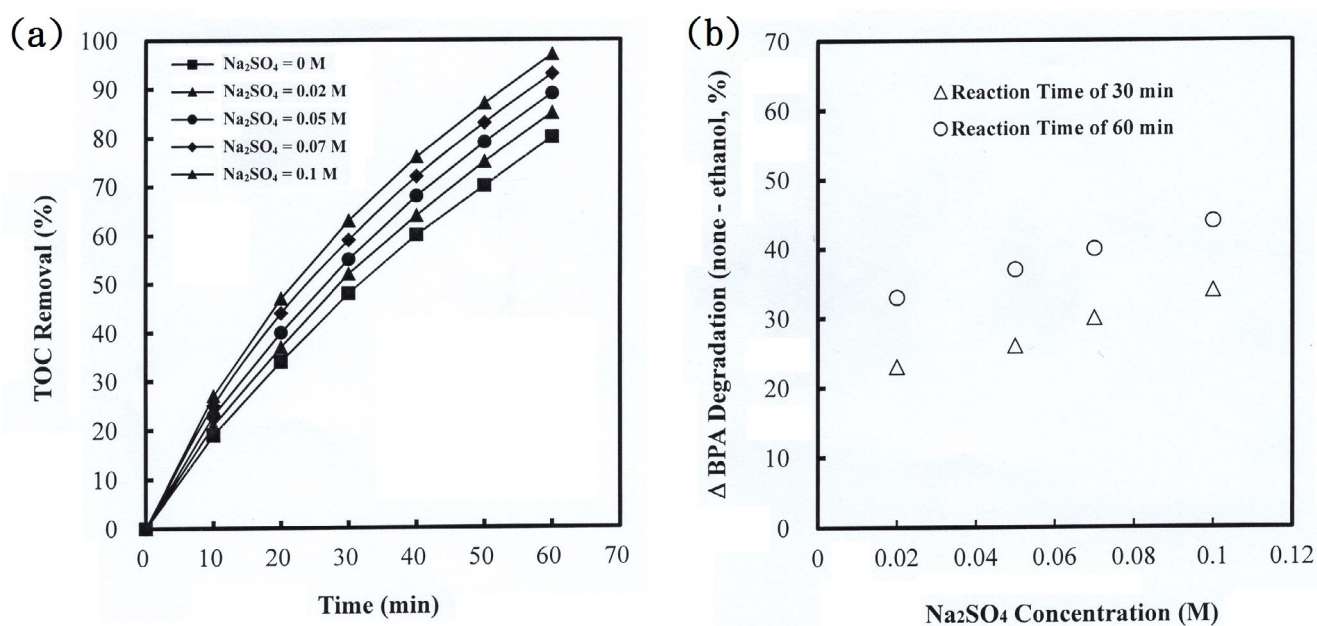 (a)
100
90
80
70
60
50
40
30
20
10
0
TOC Removal (%)
Na₂SO₄ = 0 M
Na₂SO₄ = 0.02 M
Na₂SO₄ = 0.05 M
Na₂SO₄ = 0.07 M
Na₂SO₄ = 0.1 M
0 10 20 30 40 50 60 70
Time (min)
(b)
70
60
50
40
30
20
10
0
Δ BPA Degradation (none - ethanol, %)
△ Reaction Time of 30 min
○ Reaction Time of 60 min
0 0.02 0.04 0.06 0.08 0.1 0.12
Na₂SO₄ Concentration (M)